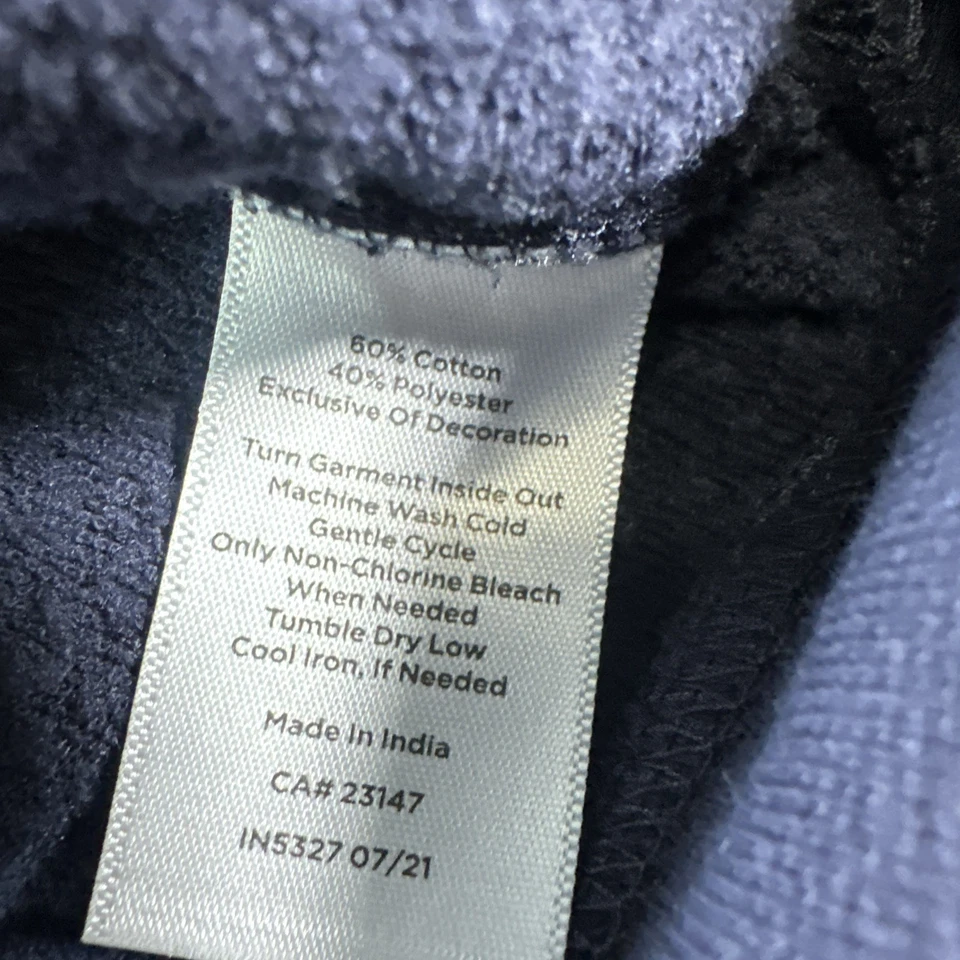 60% Cotton
40% Polyester
Exclusive Of Decoration
Turn Garment Inside Out
Machine Wash Cold
Gentle Cycle
Only Non-Chlorine Bleach
When Needed
Tumble Dry Low
Cool Iron, If Needed
Made In India
CA# 23147
IN5327 07/21